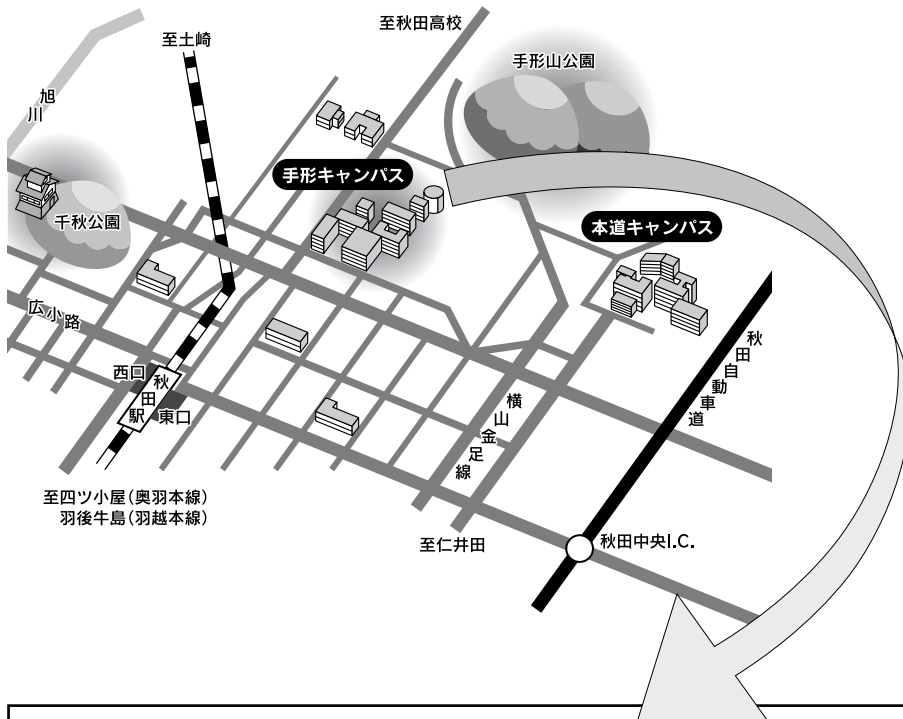 至秋田高校
至土崎
手形山公園
旭川
手形キャンパス
千秋公園
本道キャンパス
広小路
秋田自動車道
西口
秋田駅
東口
横山金足線
至四ツ小屋(奥羽本線)
羽後牛島(羽越本線)
至仁井田
秋田中央I.C.